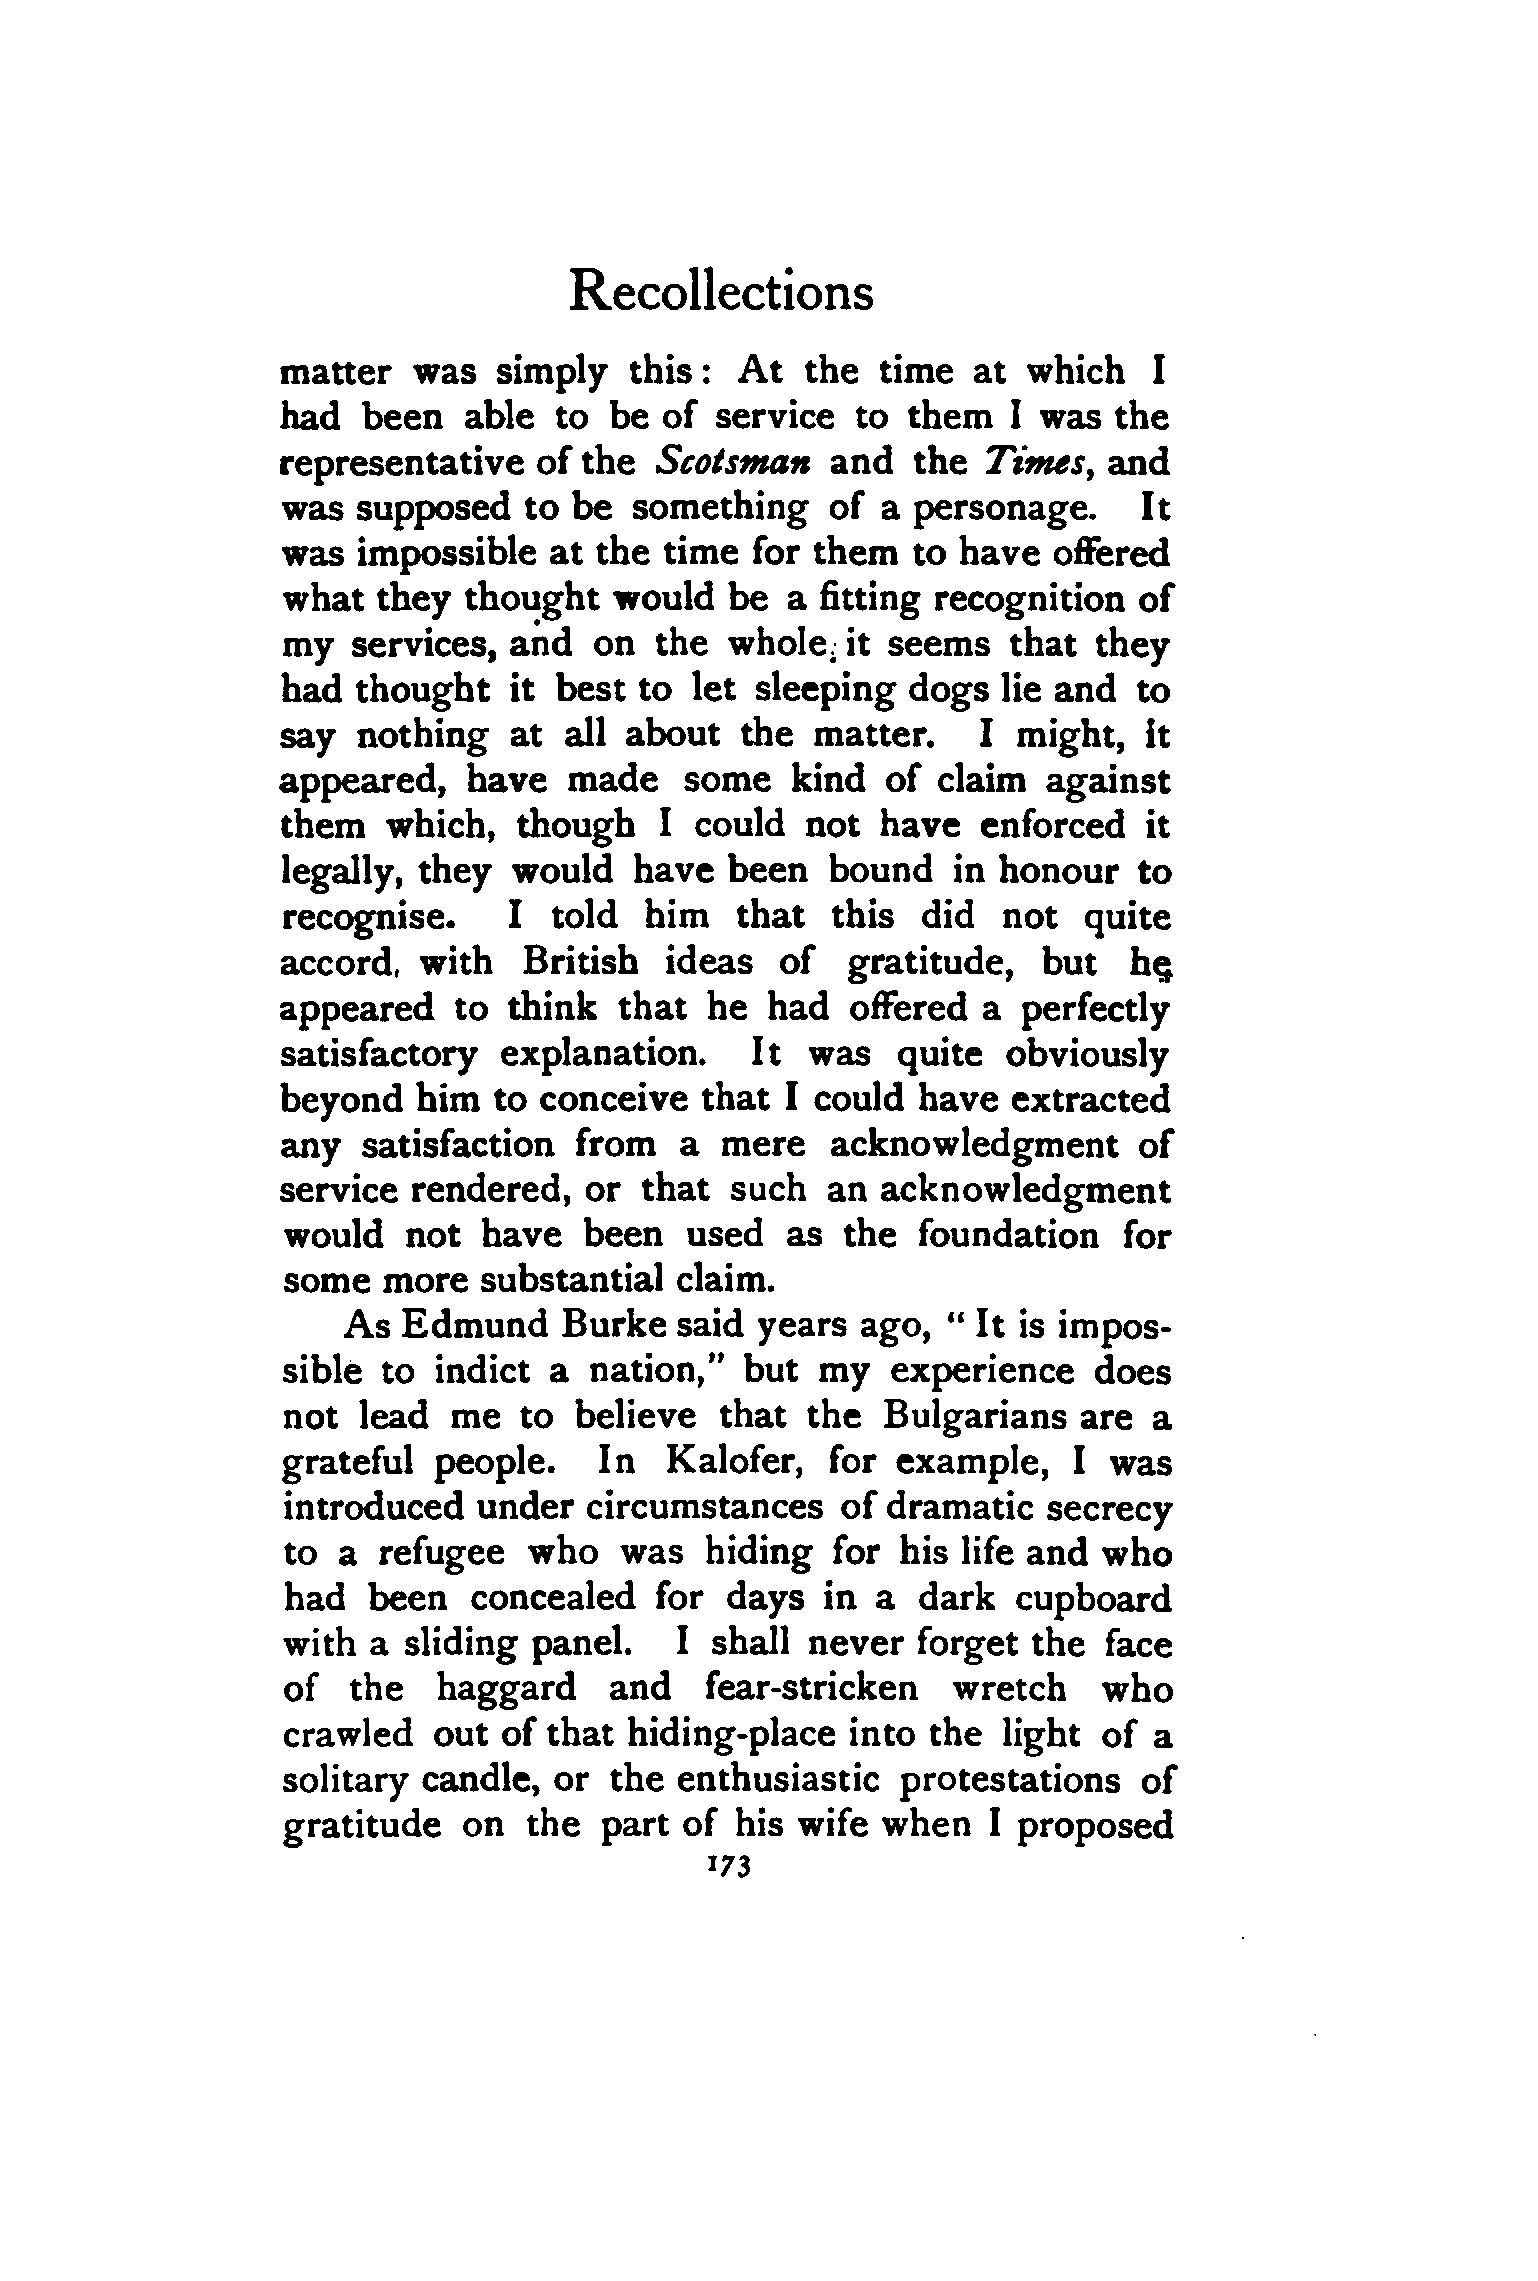 Recollections
matter was simply this: At the time at which I
had been able to be of service to them I was the
representative of the Scotsman and the Times, and
was supposed to be something of a personage. It
was impossible at the time for them to have offered
what they thought would be a fitting recognition of
my services, and on the whole it seems that they
had thought it best to let sleeping dogs lie and to
say nothing at all about the matter. I might, it
appeared, have made some kind of claim against
them which, though I could not have enforced it
legally, they would have been bound in honour to
recognise. I told him that this did not quite
accord, with British ideas of gratitude, but he
appeared to think that he had offered a perfectly
satisfactory explanation. It was quite obviously
beyond him to conceive that I could have extracted
any satisfaction from a mere acknowledgment of
service rendered, or that such an acknowledgment
would not have been used as the foundation for
some more substantial claim.
As Edmund Burke said years ago, “ It is impos-
sible to indict a nation,” but my experience does
not lead me to believe that the Bulgarians are a
grateful people. In Kalofer, for example, I was
introduced under circumstances of dramatic secrecy
to a refugee who was hiding for his life and who
had been concealed for days in a dark cupboard
with a sliding panel. I shall never forget the face
of the haggard and fear-stricken wretch who
crawled out of that hiding-place into the light of a
solitary candle, or the enthusiastic protestations of
gratitude on the part of his wife when I proposed
173